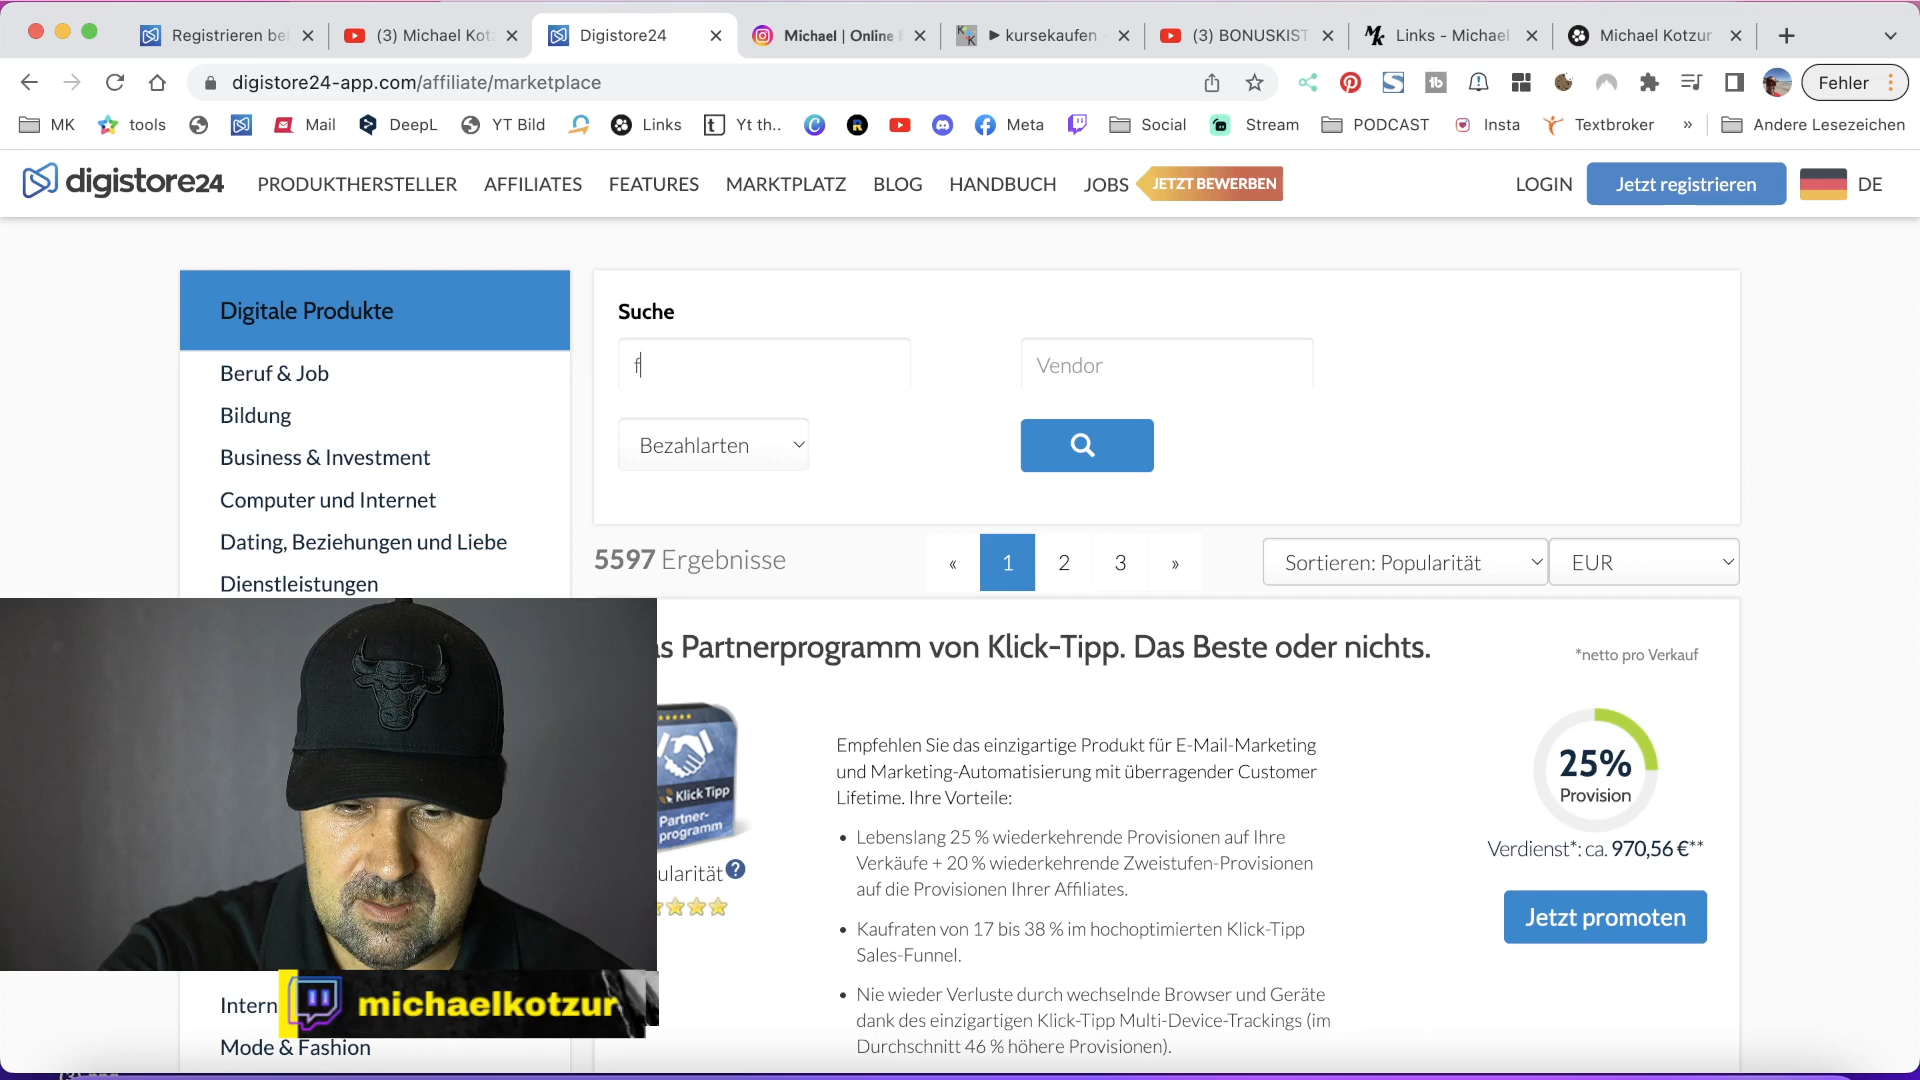 Registrieren bei
(3) Michael Kotz
Digistore24
Michael | Online B
kursekaufen -
(3) BONUSKIST
Links - Michael
Michael Kotzur
digistore24-app.com/affiliate/marketplace
Fehler
MK
tools
Mail
DeepL
YT Bild
Links
Yt th..
Meta
Social
Stream
PODCAST
Insta
Textbroker
»
Andere Lesezeichen
digistore24
PRODUKTHERSTELLER
AFFILIATES
FEATURES
MARKTPLATZ
BLOG
HANDBUCH
JOBS
JETZT BEWERBEN
LOGIN
Jetzt registrieren
DE
Digitale Produkte
Beruf & Job
Bildung
Business & Investment
Computer und Internet
Dating, Beziehungen und Liebe
Dienstleistungen
Suche
f
Vendor
Bezahlarten
5597 Ergebnisse
« 1 2 3 »
Sortieren: Popularität
EUR
as Partnerprogramm von Klick-Tipp. Das Beste oder nichts.
*netto pro Verkauf
Klick Tipp
Partner-
programm
ularität
Empfehlen Sie das einzigartige Produkt für E-Mail-Marketing
und Marketing-Automatisierung mit überragender Customer
Lifetime. Ihre Vorteile:
• Lebenslang 25 % wiederkehrende Provisionen auf Ihre
Verkäufe + 20 % wiederkehrende Zweistufen-Provisionen
auf die Provisionen Ihrer Affiliates.
• Kaufraten von 17 bis 38 % im hochoptimierten Klick-Tipp
Sales-Funnel.
• Nie wieder Verluste durch wechselnde Browser und Geräte
dank des einzigartigen Klick-Tipp Multi-Device-Trackings (im
Durchschnitt 46 % höhere Provisionen).
25%
Provision
Verdienst*: ca. 970,56 €**
Jetzt promoten
Intern
michaelkotzur
Mode & Fashion